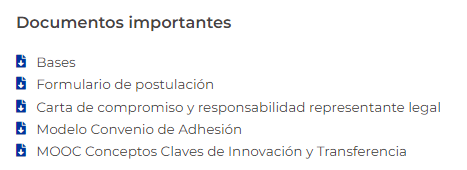 Documentos importantes
Bases
Formulario de postulación
Carta de compromiso y responsabilidad representante legal
Modelo Convenio de Adhesión
MOOC Conceptos Claves de Innovación y Transferencia